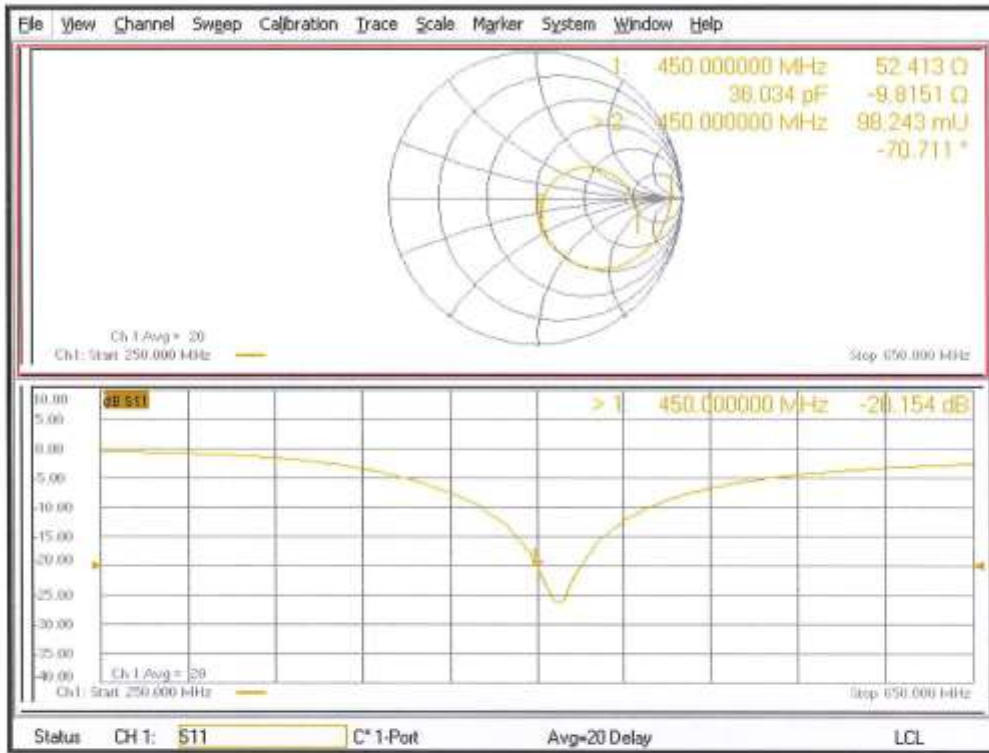 File View Channel Sweep Calibration Trace Scale Marker System Window Help
1 450.000000 MHz 52.413 Ω
36.034 pF -9.8151 Ω
> 2 450.000000 MHz 98.243 mU
-70.711 °
Ch 1 Avg = 20
Ch1: Start 250.000 MHz
Stop 650.000 MHz
10.00
dB S11
> 1 450.000000 MHz -20.154 dB
5.00
0.00
-5.00
-10.00
-15.00
-20.00
-25.00
-30.00
-35.00
-40.00
Ch 1 Avg = 20
Ch1: Start 250.000 MHz
Stop 650.000 MHz
Status CH 1: S11 C* 1-Port Avg=20 Delay LCL